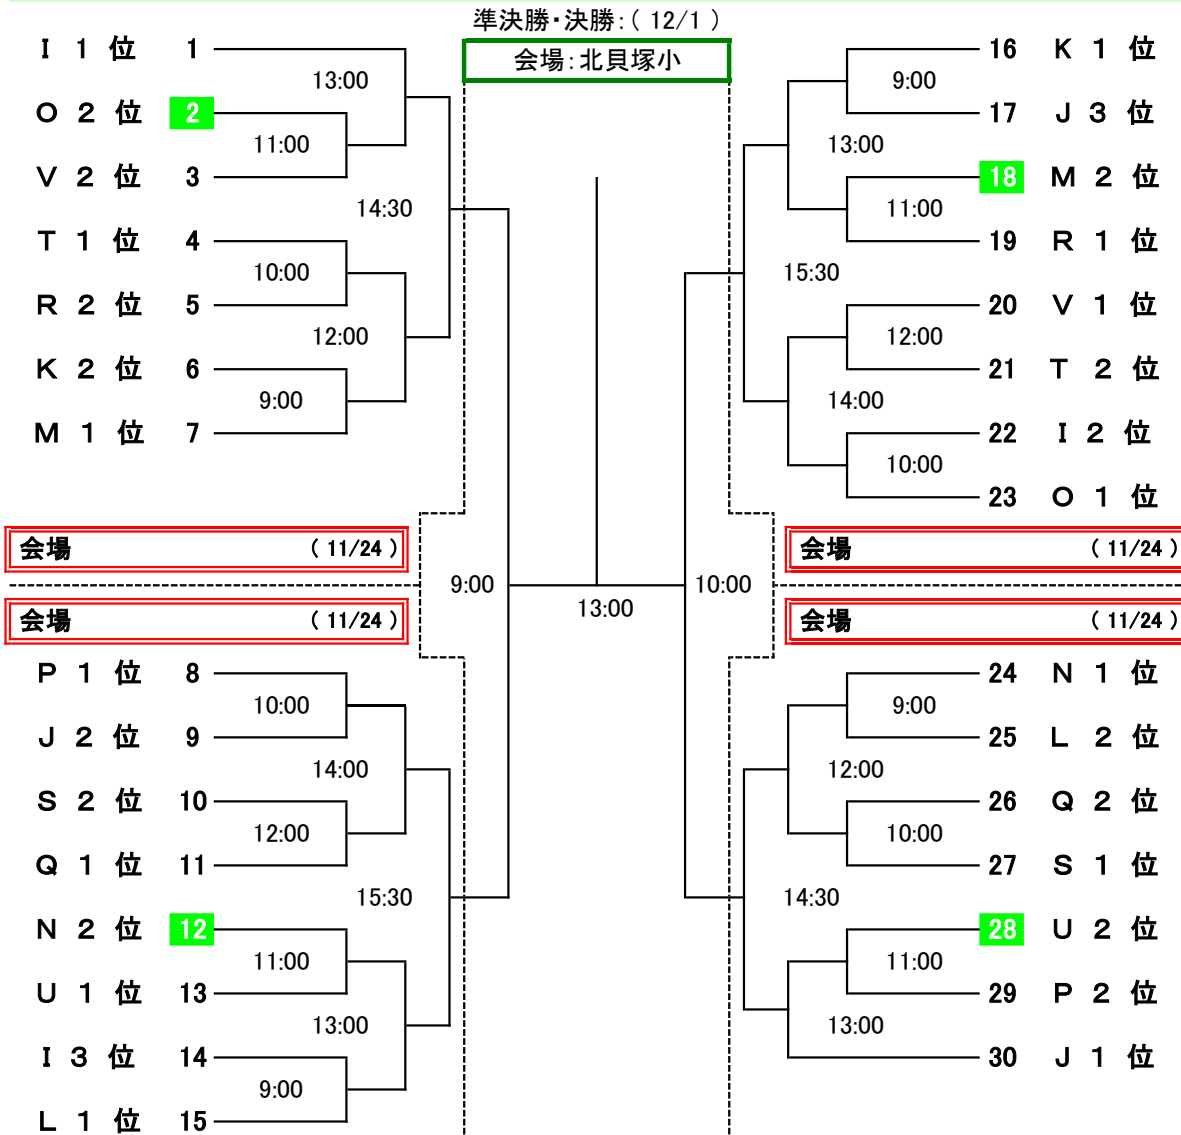 準決勝・決勝：( 12/1 )
会場：北貝塚小
I 1 位 1
13:00
O 2 位 2
11:00
V 2 位 3
14:30
T 1 位 4
10:00
R 2 位 5
12:00
K 2 位 6
9:00
M 1 位 7
16 K 1 位
9:00
17 J 3 位
13:00
18 M 2 位
11:00
19 R 1 位
15:30
20 V 1 位
12:00
21 T 2 位
14:00
22 I 2 位
10:00
23 O 1 位
会場 ( 11/24 )
会場 ( 11/24 )
9:00
13:00
10:00
会場 ( 11/24 )
会場 ( 11/24 )
P 1 位 8
10:00
J 2 位 9
14:00
S 2 位 10
12:00
Q 1 位 11
15:30
N 2 位 12
11:00
U 1 位 13
13:00
I 3 位 14
9:00
L 1 位 15
24 N 1 位
9:00
25 L 2 位
12:00
26 Q 2 位
10:00
27 S 1 位
14:30
28 U 2 位
11:00
29 P 2 位
13:00
30 J 1 位